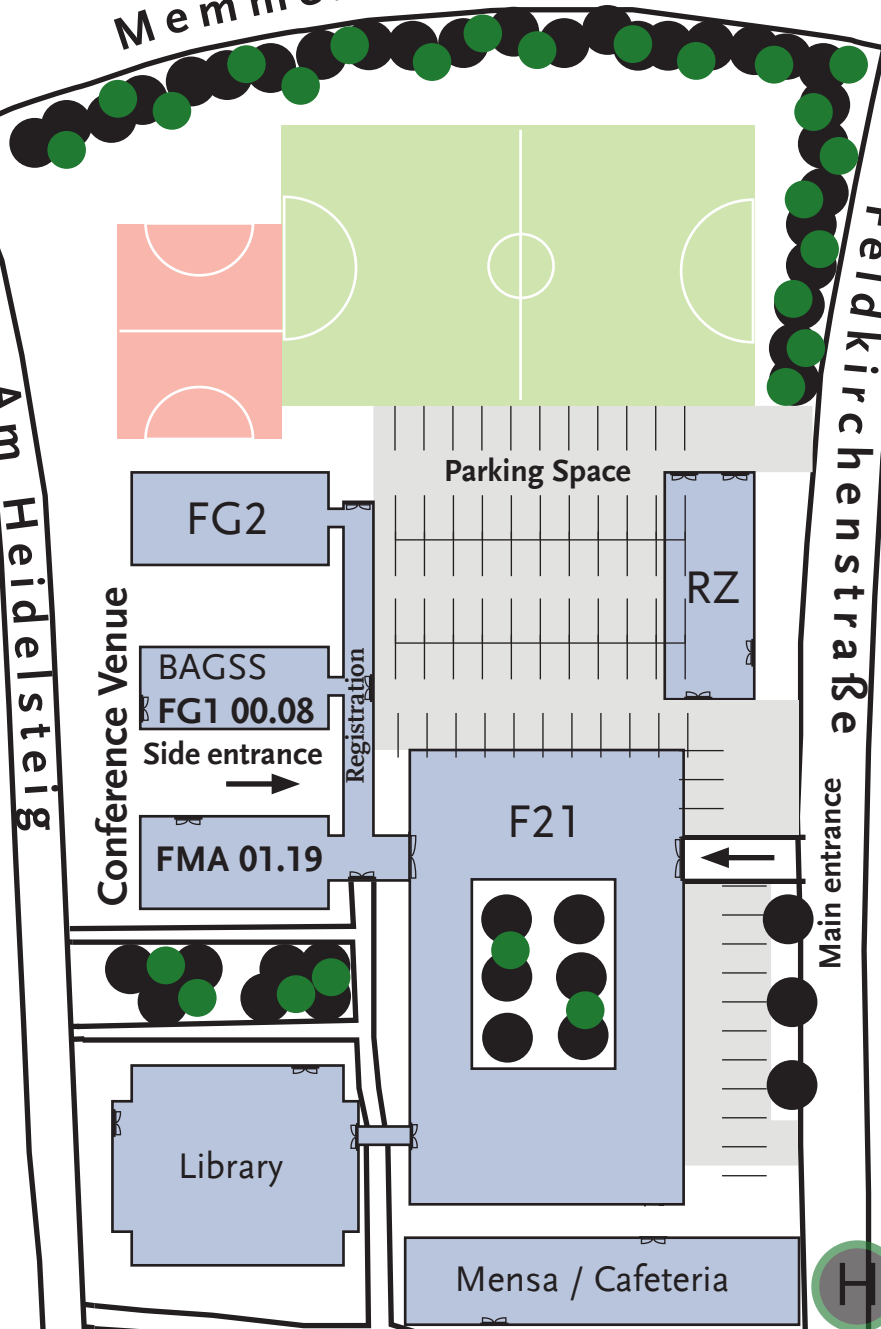 Feldkirchenstraße
Am Heidelsteig
Parking Space
FG2
RZ
Conference Venue
BAGSS
FG1 00.08
Registration
Side entrance
F21
FMA 01.19
Main entrance
Library
Mensa / Cafeteria
H